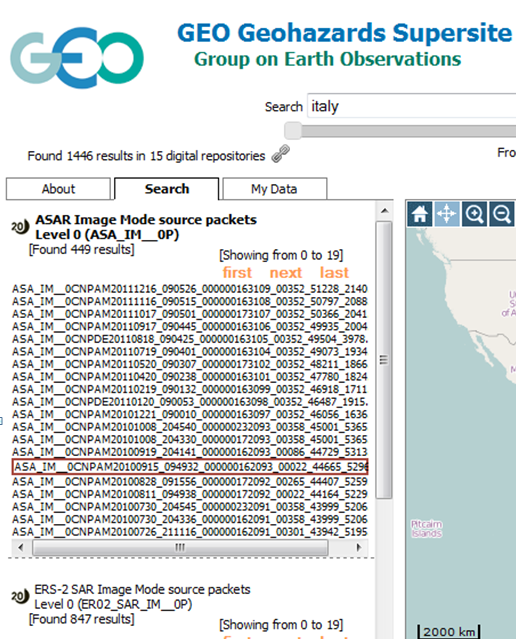 GEO
GEO Geohazards Supersite
Group on Earth Observations
Search italy
Found 1446 results in 15 digital repositories
Fro
About Search My Data
20 ASAR Image Mode source packets
Level 0 (ASA_IM__0P)
[Found 449 results]
[Showing from 0 to 19]
first next last
ASA_IM__0CNPAM20111216_090526_000000163109_00352_51228_2140
ASA_IM__0CNPAM20111116_090515_000000163108_00352_50797_2088
ASA_IM__0CNPAM20111017_090501_000000173107_00352_50366_2041
ASA_IM__0CNPAM20110917_090445_000000163106_00352_49935_2004
ASA_IM__0CNPDE20110818_090425_000000163105_00352_49504_3978.
ASA_IM__0CNPAM20110719_090401_000000163104_00352_49073_1934
ASA_IM__0CNPAM20110520_090307_000000173102_00352_48211_1866
ASA_IM__0CNPAM20110420_090238_000000163101_00352_47780_1824
ASA_IM__0CNPAM20110219_090132_000000163099_00352_46918_1711
ASA_IM__0CNPDE20110120_090053_000000163098_00352_46487_1915.
ASA_IM__0CNPAM20101221_090010_000000163097_00352_46056_1636
ASA_IM__0CNPAM20101008_204540_000000232093_00358_45001_5365
ASA_IM__0CNPAM20101008_204330_000000172093_00358_45001_5365
ASA_IM__0CNPAM20100919_204141_000000162093_00086_44729_5313
ASA_IM__0CNPAM20100915_094932_000000162093_00022_44665_5296
ASA_IM__0CNPAM20100828_091556_000000172092_00265_44407_5259
ASA_IM__0CNPAM20100811_094938_000000172092_00022_44164_5229
ASA_IM__0CNPAM20100730_204545_000000232091_00358_43999_5206
ASA_IM__0CNPAM20100730_204336_000000162091_00358_43999_5206
ASA_IM__0CNPAM20100726_211116_000000162091_00301_43942_5195
Pitcairn
Islands
20 ERS-2 SAR Image Mode source packets
Level 0 (ER02_SAR_IM__0P)
[Found 847 results]
[Showing from 0 to 19]
2000 km